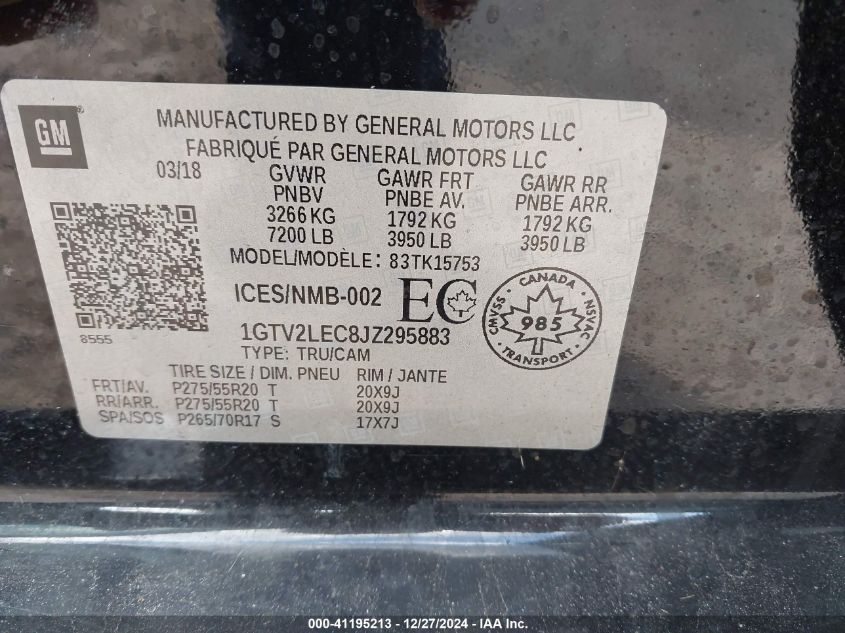 GM
®
MANUFACTURED BY GENERAL MOTORS LLC
FABRIQUÉ PAR GENERAL MOTORS LLC
03/18 GVWR GAWR FRT GAWR RR
PNBV PNBE AV. PNBE ARR.
3266 KG 1792 KG 1792 KG
7200 LB 3950 LB 3950 LB
MODEL/MODÈLE: 83TK15753
ICES/NMB-002 EC
CANADA
CMVSS 985 NSVAC
TRANSPORT
8555
1GTV2LEC8JZ295883
TYPE: TRU/CAM
TIRE SIZE / DIM. PNEU RIM / JANTE
FRT/AV. P275/55R20 T 20X9J
RR/ARR. P275/55R20 T 20X9J
SPA/SOS P265/70R17 S 17X7J
000-41195213 - 12/27/2024 - IAA Inc.